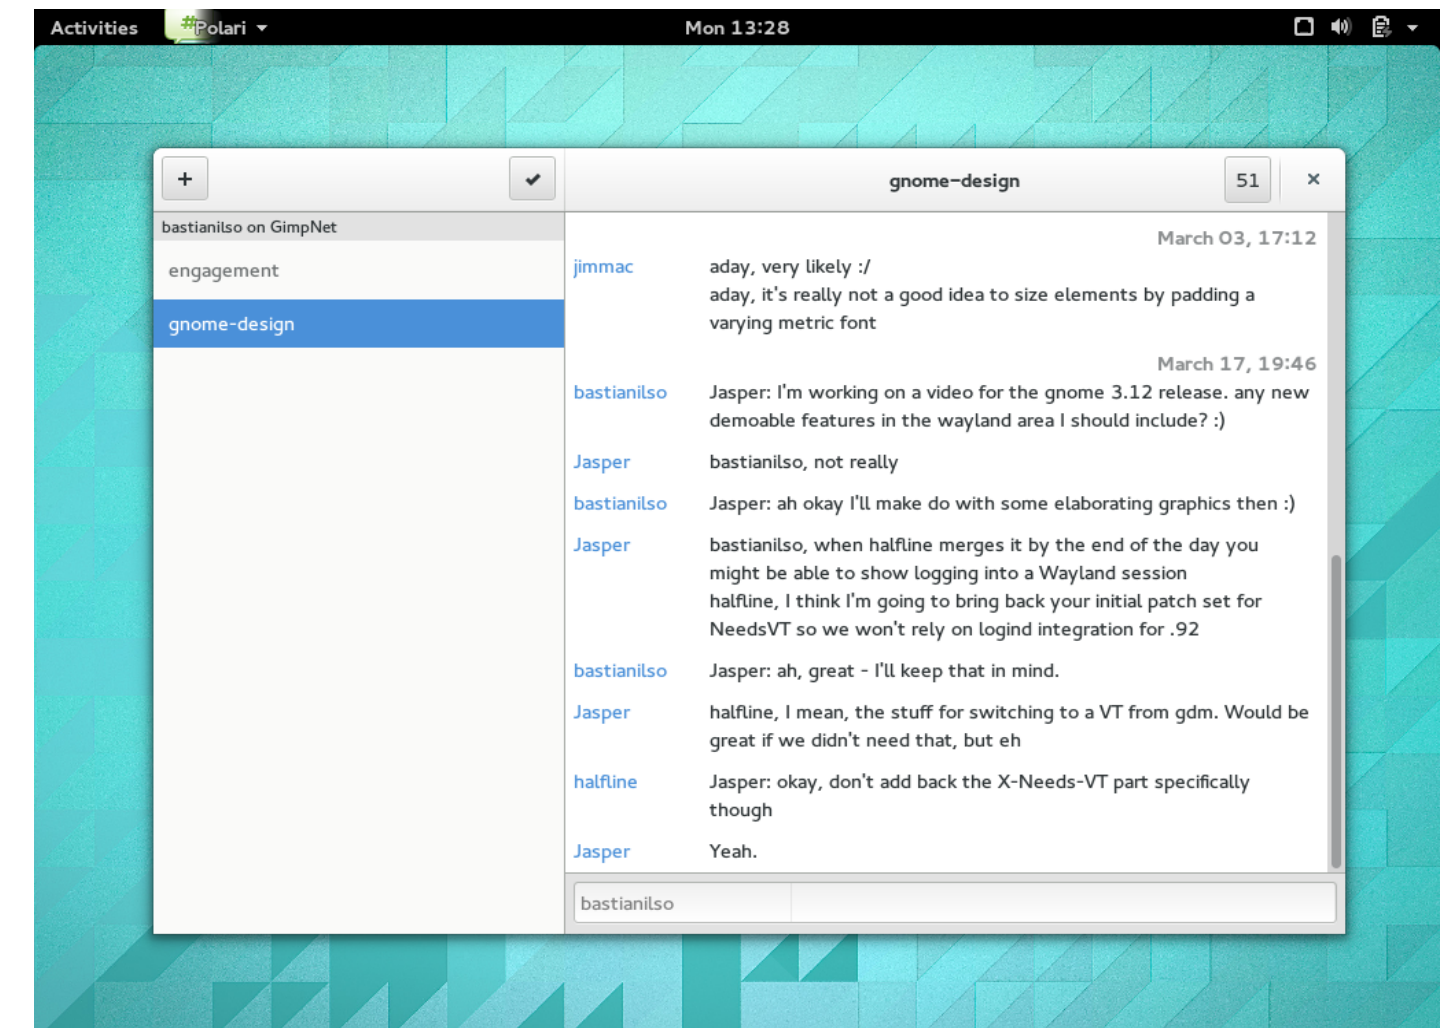 Activities
Polari
Mon 13:28
gnome-design
51
bastianilso on GimpNet
engagement
gnome-design
March 03, 17:12
jimmac aday, very likely :/
aday, it's really not a good idea to size elements by padding a
varying metric font
March 17, 19:46
bastianilso Jasper: I'm working on a video for the gnome 3.12 release. any new
demoable features in the wayland area I should include? :)
Jasper bastianilso, not really
bastianilso Jasper: ah okay I'll make do with some elaborating graphics then :)
Jasper bastianilso, when halfline merges it by the end of the day you
might be able to show logging into a Wayland session
halfline, I think I'm going to bring back your initial patch set for
NeedsVT so we won't rely on logind integration for .92
bastianilso Jasper: ah, great - I'll keep that in mind.
Jasper halfline, I mean, the stuff for switching to a VT from gdm. Would be
great if we didn't need that, but eh
halfline Jasper: okay, don't add back the X-Needs-VT part specifically
though
Jasper Yeah.
bastianilso